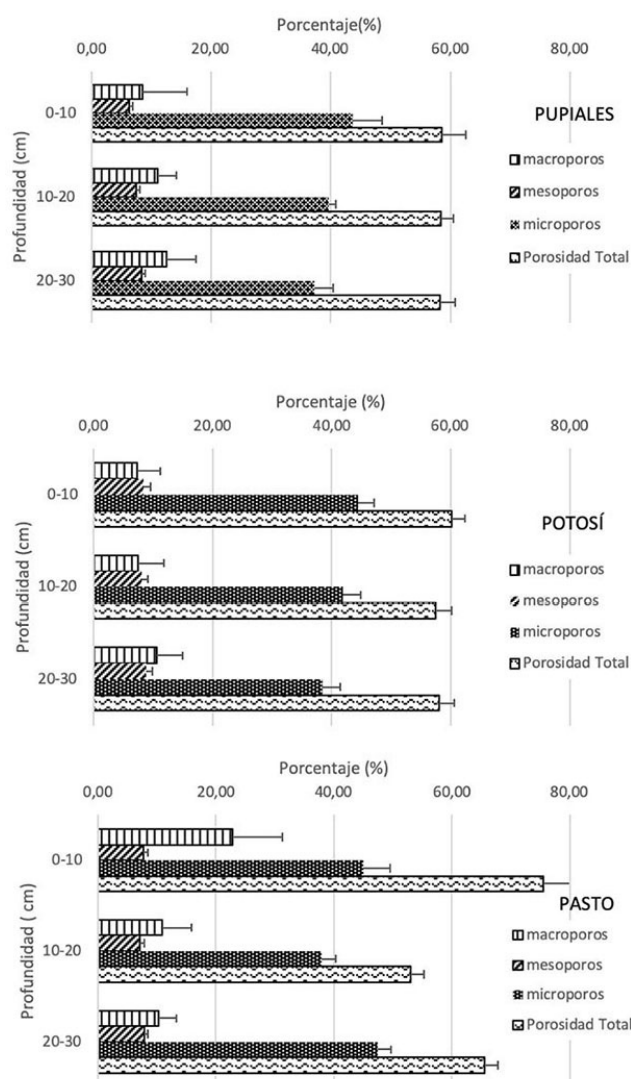 Porcentaje(%)
0,00 20,00 40,00 60,00 80,00
Profundidad (cm)
0-10
10-20
20-30
PUPIALES
macroporos
mesoporos
microporos
Porosidad Total
Porcentaje (%)
0,00 20,00 40,00 60,00 80,00
Profundidad (cm)
0-10
10-20
20-30
POTOSÍ
macroporos
mesoporos
microporos
Porosidad Total
Porcentaje (%)
0,00 20,00 40,00 60,00 80,00
Profundidad ( cm)
0-10
10-20
20-30
PASTO
macroporos
mesoporos
microporos
Porosidad Total